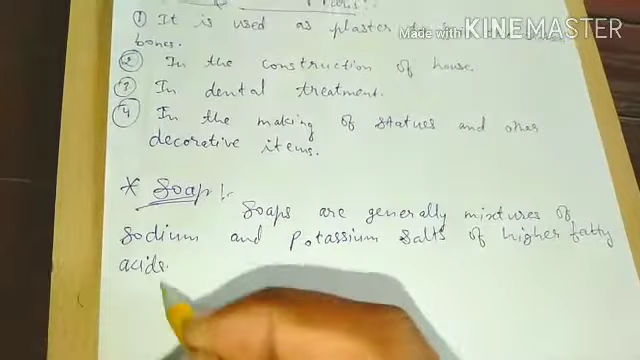 Paris:
① It is used as plaster
Made with KINEMASTER
bones.
② In the construction of house.
③ In dental treatment.
④ In the making of statues and other
decorative items.
* Soap :-
Soaps are generally mixtures of
Sodium and Potassium Salts of higher fatty
acids.